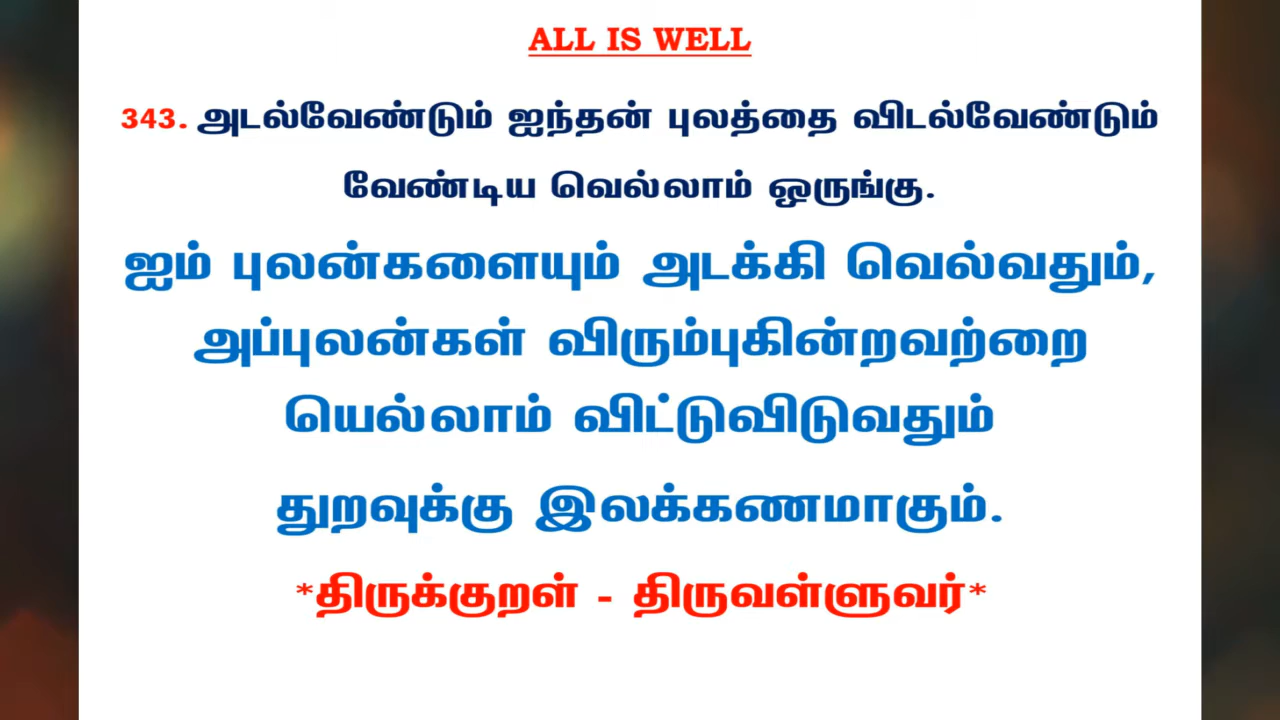 ALL IS WELL
343. அடல்வேண்டும் ஐந்தன் புலத்தை விடல்வேண்டும்
வேண்டிய வெல்லாம் ஒருங்கு.
ஐம் புலன்களையும் அடக்கி வெல்வதும்,
அப்புலன்கள் விரும்புகின்றவற்றை
யெல்லாம் விட்டுவிடுவதும்
துறவுக்கு இலக்கணமாகும்.
*திருக்குறள் - திருவள்ளுவர்*